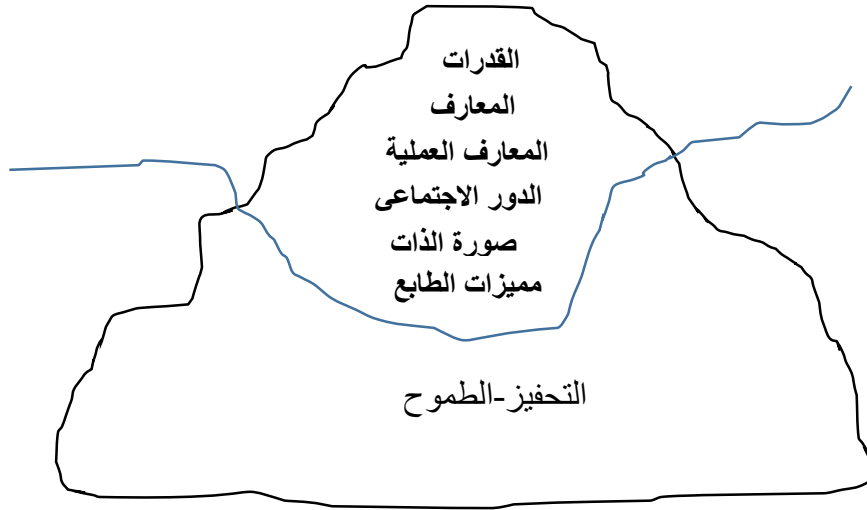 القدرات
المعارف
المعارف العملية
الدور الاجتماعى
صورة الذات
مميزات الطابع
التحفيز-الطموح